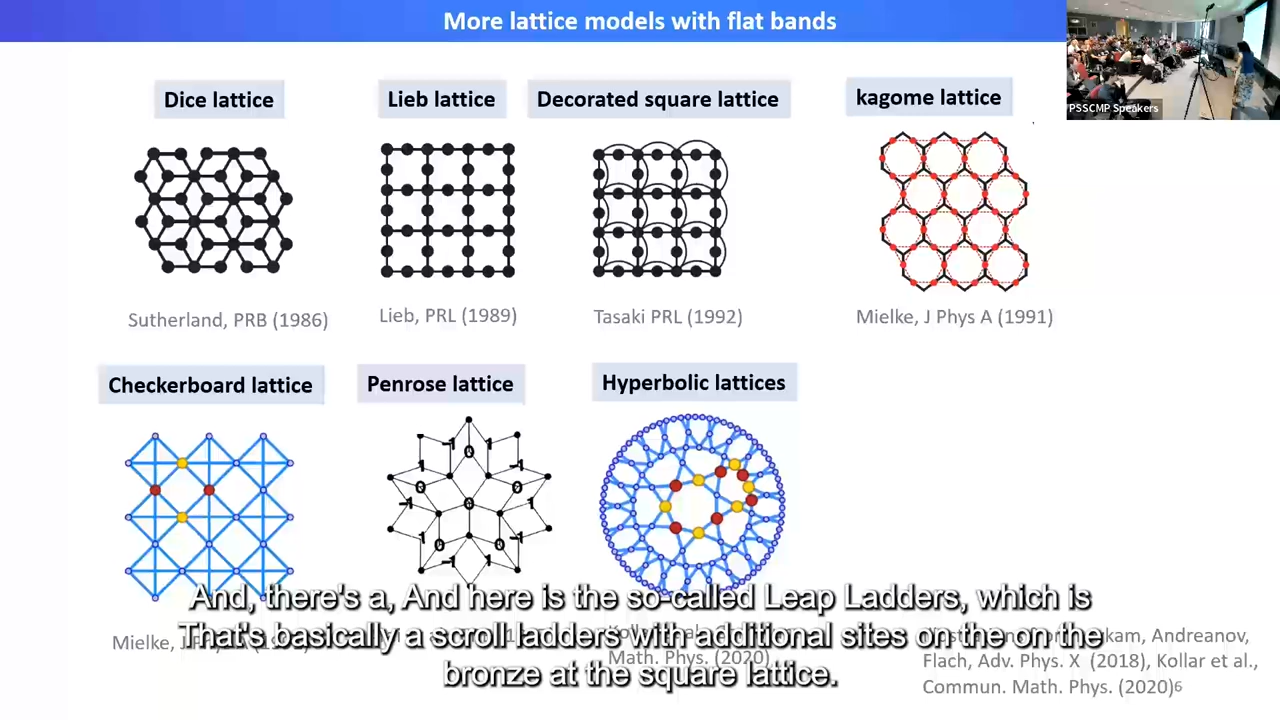 More lattice models with flat bands
PSSCMP Speakers
Dice lattice
Lieb lattice
Decorated square lattice
kagome lattice
Sutherland, PRB (1986)
Lieb, PRL (1989)
Tasaki PRL (1992)
Mielke, J Phys A (1991)
Checkerboard lattice
Penrose lattice
Hyperbolic lattices
And, there's a, And here is the so-called Leap Ladders, which is
That's basically a scroll ladders with additional sites on the on the
bronze at the square lattice.
Mielke,
Math. Phys. (2020)
Andreanov,
Flach, Adv. Phys. X (2018), Kollar et al.,
Commun. Math. Phys. (2020)
6